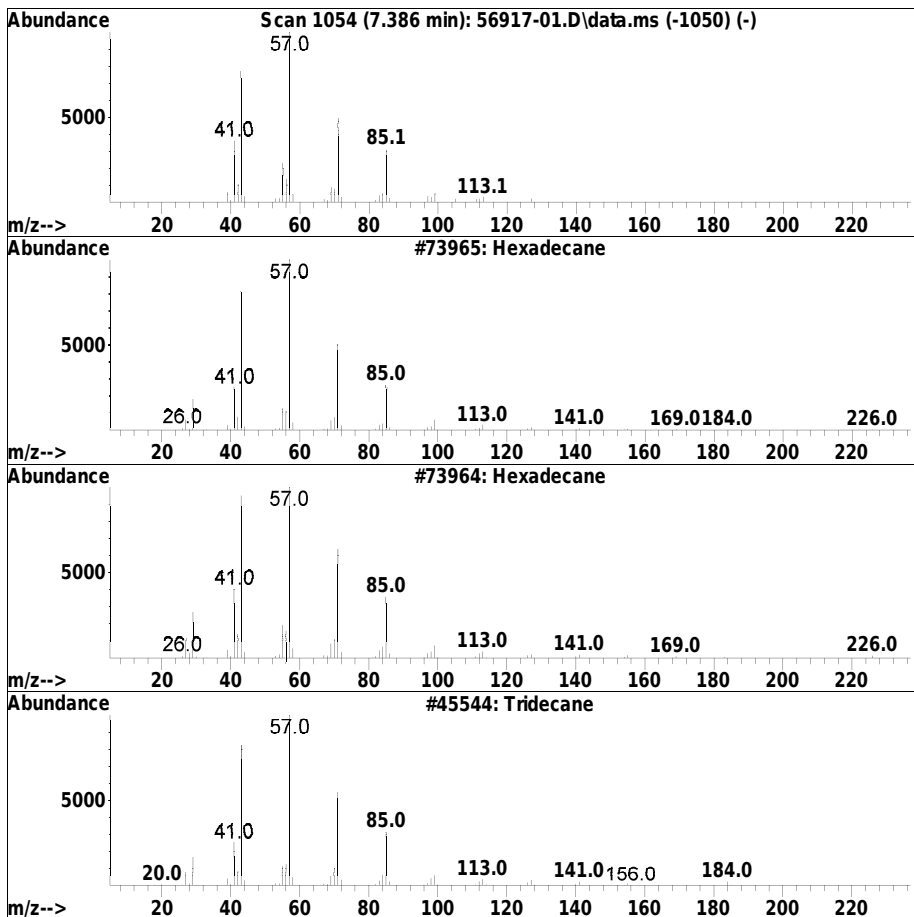 Abundance Scan 1054 (7.386 min): 56917-01.D\data.ms (-1050) (-)
57.0
5000
41.0
85.1
113.1
m/z--> 20 40 60 80 100 120 140 160 180 200 220
Abundance #73965: Hexadecane
57.0
5000
41.0
85.0
26.0 113.0 141.0 169.0 184.0 226.0
m/z--> 20 40 60 80 100 120 140 160 180 200 220
Abundance #73964: Hexadecane
57.0
5000
41.0
85.0
26.0 113.0 141.0 169.0 226.0
m/z--> 20 40 60 80 100 120 140 160 180 200 220
Abundance #45544: Tridecane
57.0
5000
41.0
85.0
20.0 113.0 141.0 156.0 184.0
m/z--> 20 40 60 80 100 120 140 160 180 200 220